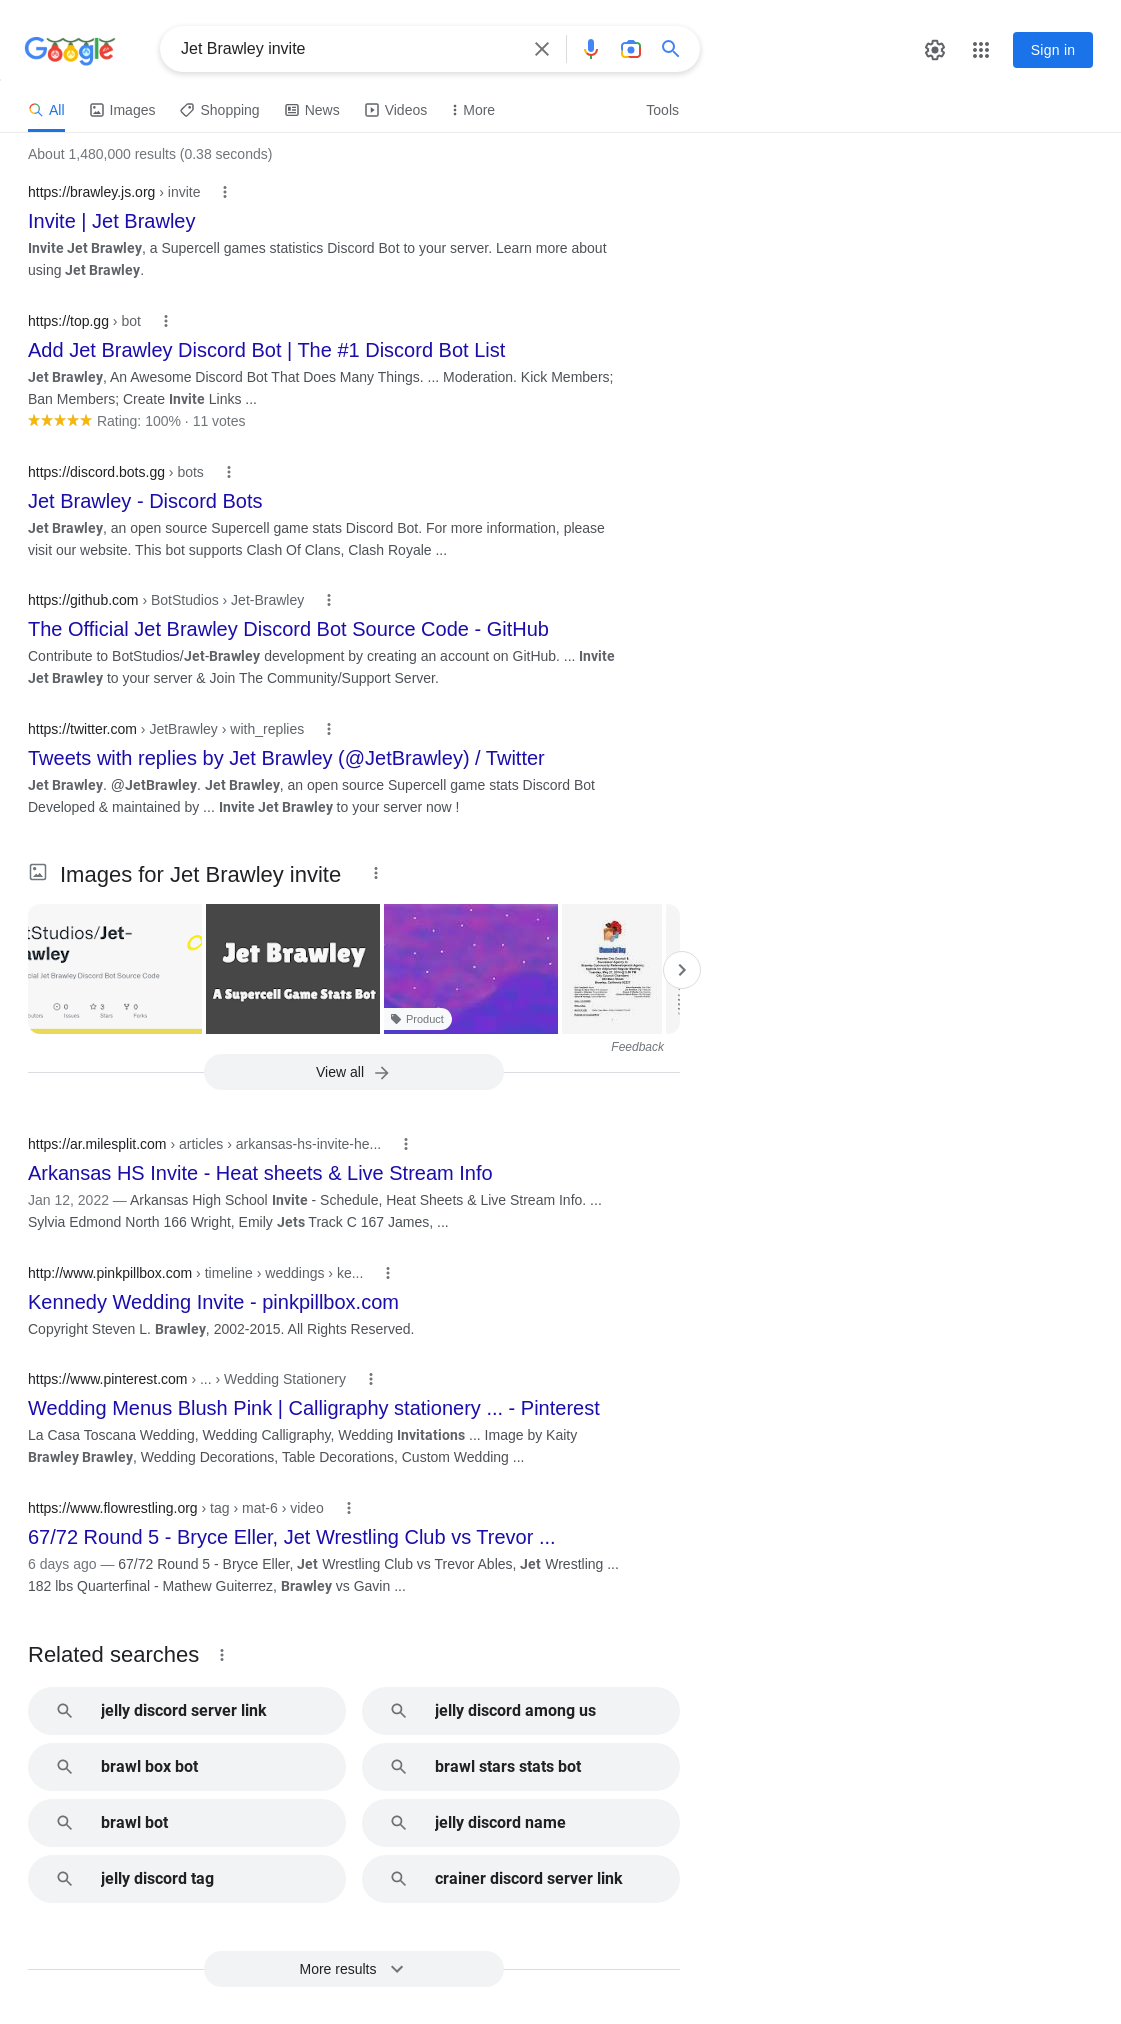 Google
Jet Brawley invite
Sign in
All
Images
Shopping
News
Videos
More
Tools
About 1,480,000 results (0.38 seconds)
https://brawley.js.org › invite
Invite | Jet Brawley
Invite Jet Brawley, a Supercell games statistics Discord Bot to your server. Learn more about
using Jet Brawley.
https://top.gg › bot
Add Jet Brawley Discord Bot | The #1 Discord Bot List
Jet Brawley, An Awesome Discord Bot That Does Many Things. ... Moderation. Kick Members;
Ban Members; Create Invite Links ...
Rating: 100% · 11 votes
https://discord.bots.gg › bots
Jet Brawley - Discord Bots
Jet Brawley, an open source Supercell game stats Discord Bot. For more information, please
visit our website. This bot supports Clash Of Clans, Clash Royale ...
https://github.com › BotStudios › Jet-Brawley
The Official Jet Brawley Discord Bot Source Code - GitHub
Contribute to BotStudios/Jet-Brawley development by creating an account on GitHub. ... Invite
Jet Brawley to your server & Join The Community/Support Server.
https://twitter.com › JetBrawley › with_replies
Tweets with replies by Jet Brawley (@JetBrawley) / Twitter
Jet Brawley. @JetBrawley. Jet Brawley, an open source Supercell game stats Discord Bot
Developed & maintained by ... Invite Jet Brawley to your server now !
Images for Jet Brawley invite
tStudios/Jet-
awley
cial Jet Brawley Discord Bot Source Code
0
3
0
butors
Issues
Stars
Forks
Jet Brawley
A Supercell Game Stats Bot
Product
Memorial Day
Feedback
View all
https://ar.milesplit.com › articles › arkansas-hs-invite-he...
Arkansas HS Invite - Heat sheets & Live Stream Info
Jan 12, 2022 — Arkansas High School Invite - Schedule, Heat Sheets & Live Stream Info. ...
Sylvia Edmond North 166 Wright, Emily Jets Track C 167 James, ...
http://www.pinkpillbox.com › timeline › weddings › ke...
Kennedy Wedding Invite - pinkpillbox.com
Copyright Steven L. Brawley, 2002-2015. All Rights Reserved.
https://www.pinterest.com › ... › Wedding Stationery
Wedding Menus Blush Pink | Calligraphy stationery ... - Pinterest
La Casa Toscana Wedding, Wedding Calligraphy, Wedding Invitations ... Image by Kaity
Brawley Brawley, Wedding Decorations, Table Decorations, Custom Wedding ...
https://www.flowrestling.org › tag › mat-6 › video
67/72 Round 5 - Bryce Eller, Jet Wrestling Club vs Trevor ...
6 days ago — 67/72 Round 5 - Bryce Eller, Jet Wrestling Club vs Trevor Ables, Jet Wrestling ...
182 lbs Quarterfinal - Mathew Guiterrez, Brawley vs Gavin ...
Related searches
jelly discord server link
jelly discord among us
brawl box bot
brawl stars stats bot
brawl bot
jelly discord name
jelly discord tag
crainer discord server link
More results